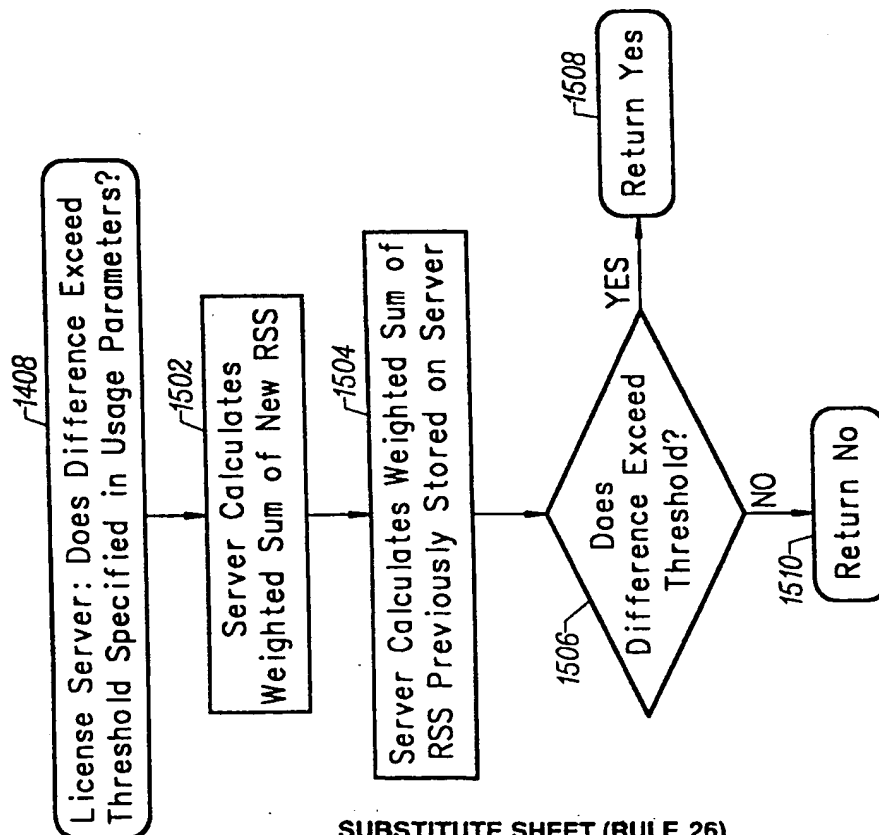 1408
License Server: Does Difference Exceed
Threshold Specified in Usage Parameters?
1502
Server Calculates
Weighted Sum of New RSS
1504
Server Calculates Weighted Sum of
RSS Previously Stored on Server
1506
Does
Difference Exceed
Threshold?
YES
1508
Return Yes
NO
1510
Return No
SUBSTITUTE SHEET (RULE 26)